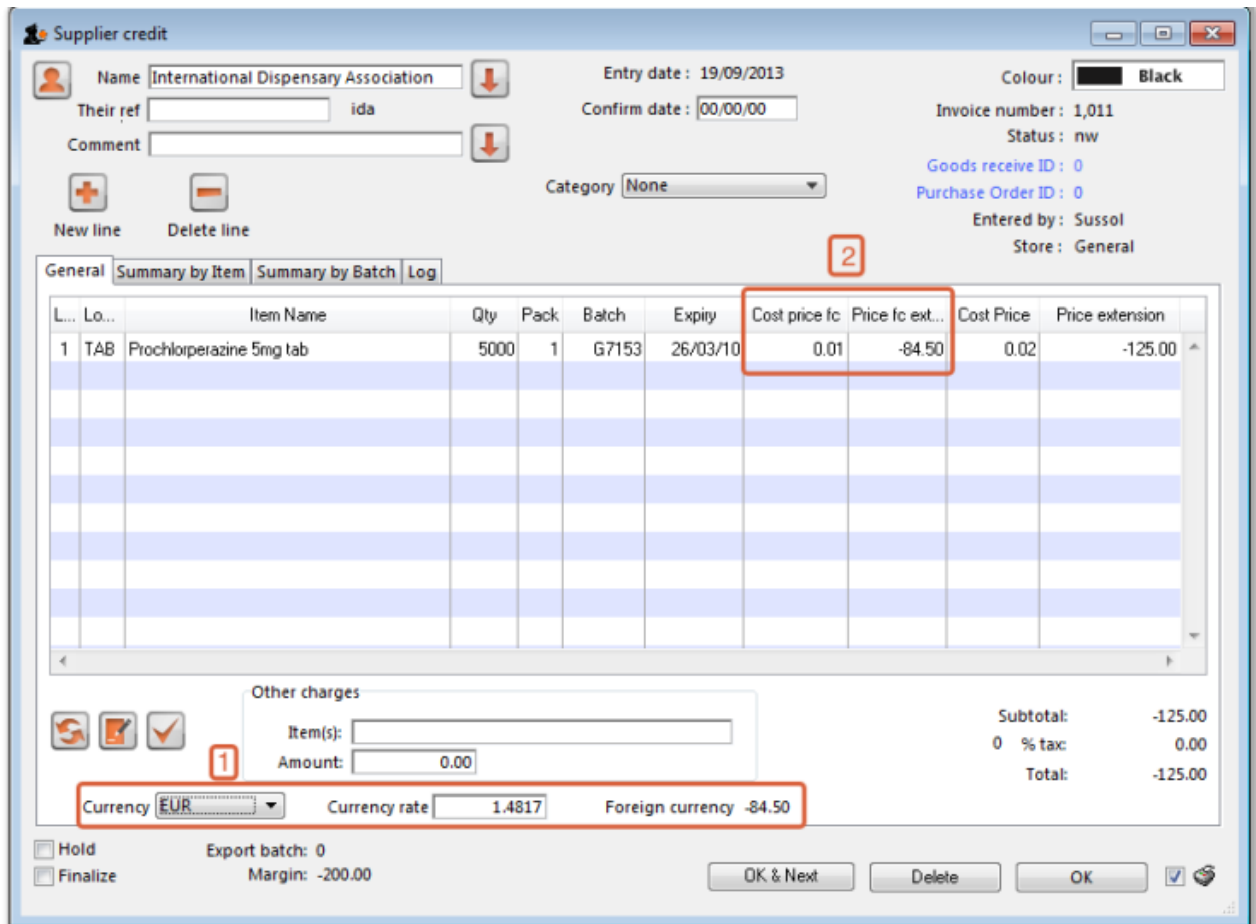 Supplier credit
Name International Dispensary Association
Entry date : 19/09/2013
Colour : Black
Their ref ida
Confirm date : 00/00/00
Invoice number : 1,011
Comment
Status : nw
Goods receive ID : 0
Category None
Purchase Order ID : 0
New line Delete line
Entered by : Sussol
Store : General
2
General Summary by Item Summary by Batch Log
L... Lo... Item Name Qty Pack Batch Expiry Cost price fc Price fc ext... Cost Price Price extension
1 TAB Prochlorperazine 5mg tab 5000 1 G7153 26/03/10 0.01 -84.50 0.02 -125.00
Other charges
Item(s):
Amount: 0.00
Subtotal: -125.00
0 % tax: 0.00
Total: -125.00
1
Currency EUR Currency rate 1.4817 Foreign currency -84.50
Hold Export batch: 0
Finalize Margin: -200.00
OK & Next Delete OK